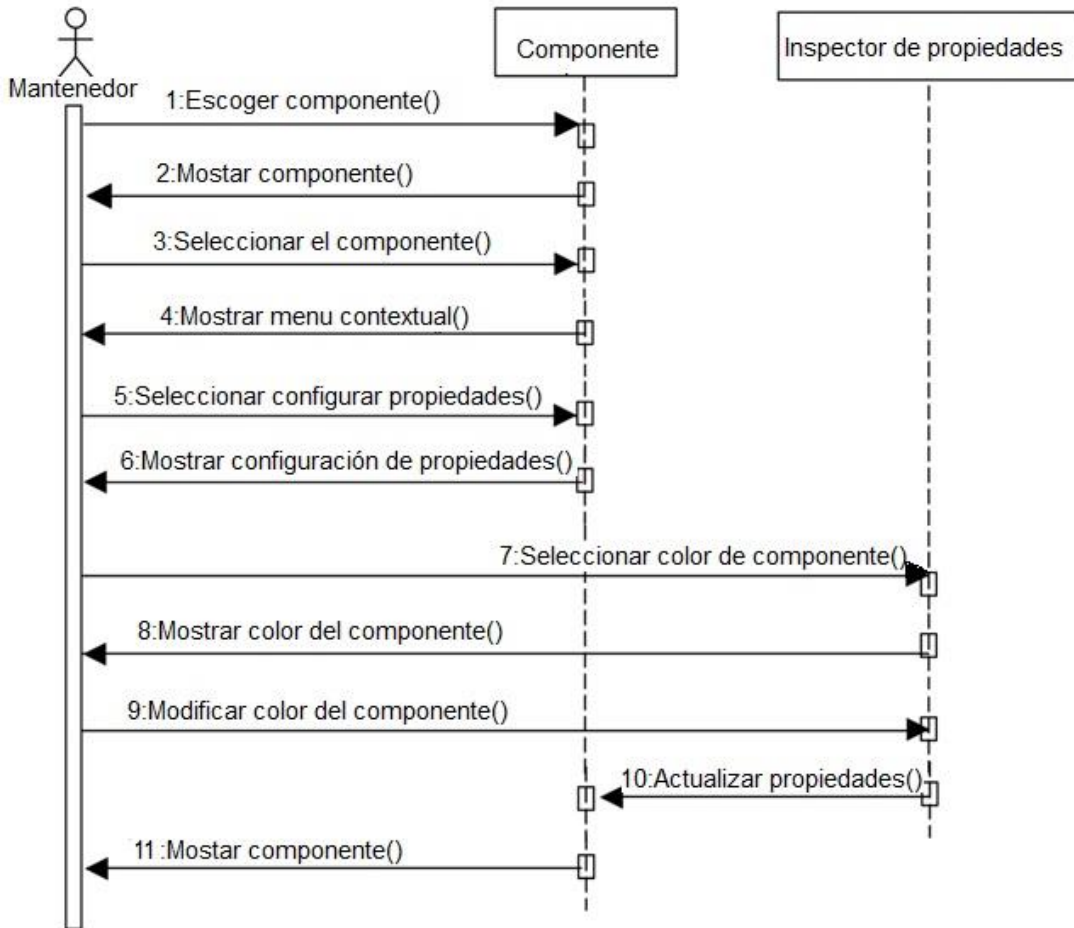 Mantenedor
Componente
Inspector de propiedades
1:Escoger componente()
2:Mostar componente()
3:Seleccionar el componente()
4:Mostrar menu contextual()
5:Seleccionar configurar propiedades()
6:Mostrar configuración de propiedades()
7:Seleccionar color de componente()
8:Mostrar color del componente()
9:Modificar color del componente()
10:Actualizar propiedades()
11:Mostar componente()